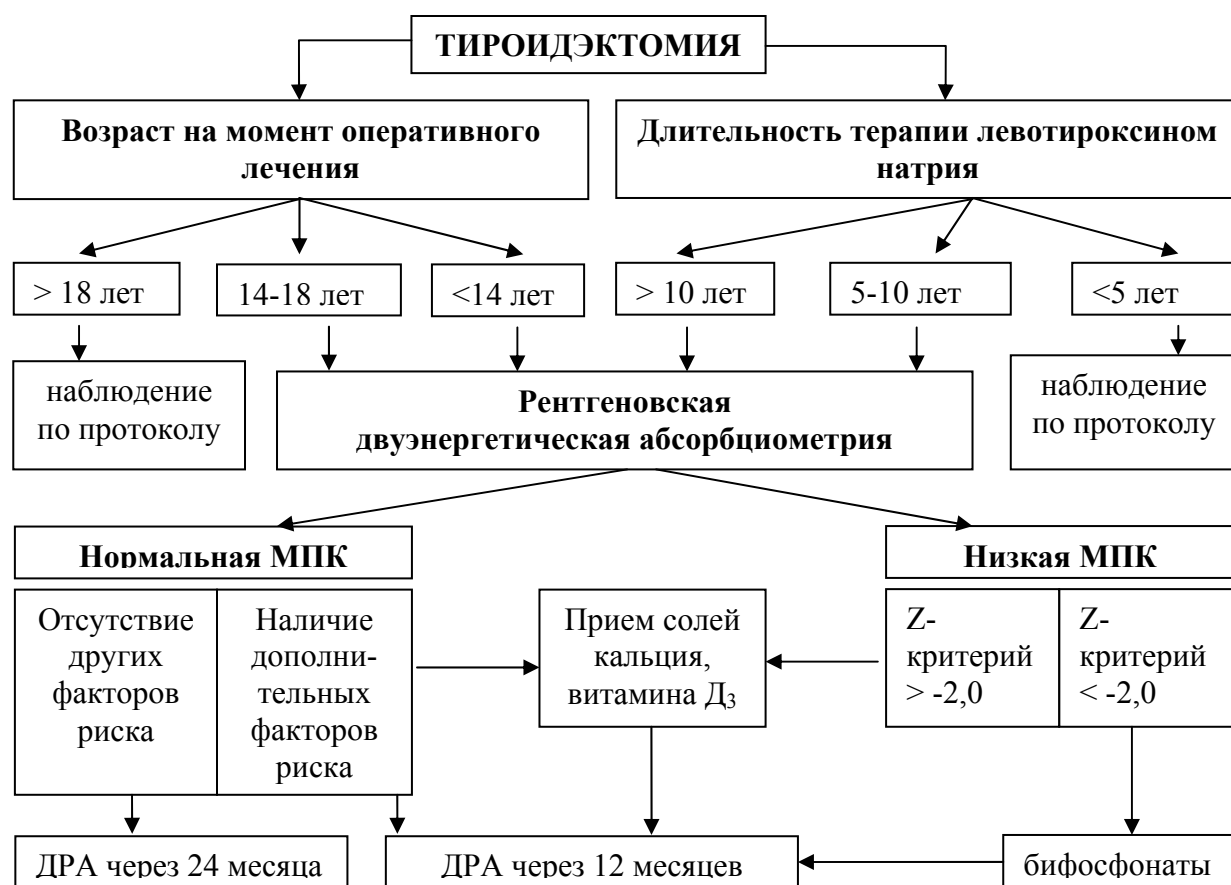 ТИРОИДЭКТОМИЯ
Возраст на момент оперативного
лечения
Длительность терапии левотироксином
натрия
> 18 лет
14-18 лет
<14 лет
> 10 лет
5-10 лет
<5 лет
наблюдение
по протоколу
Рентгеновская
двуэнергетическая абсорбциометрия
наблюдение
по протоколу
Нормальная МПК
Низкая МПК
Отсутствие
других
факторов
риска
Наличие
дополни-
тельных
факторов
риска
Прием солей
кальция,
витамина Д₃
Z-
критерий
> -2,0
Z-
критерий
< -2,0
ДРА через 24 месяца
ДРА через 12 месяцев
бифосфонаты